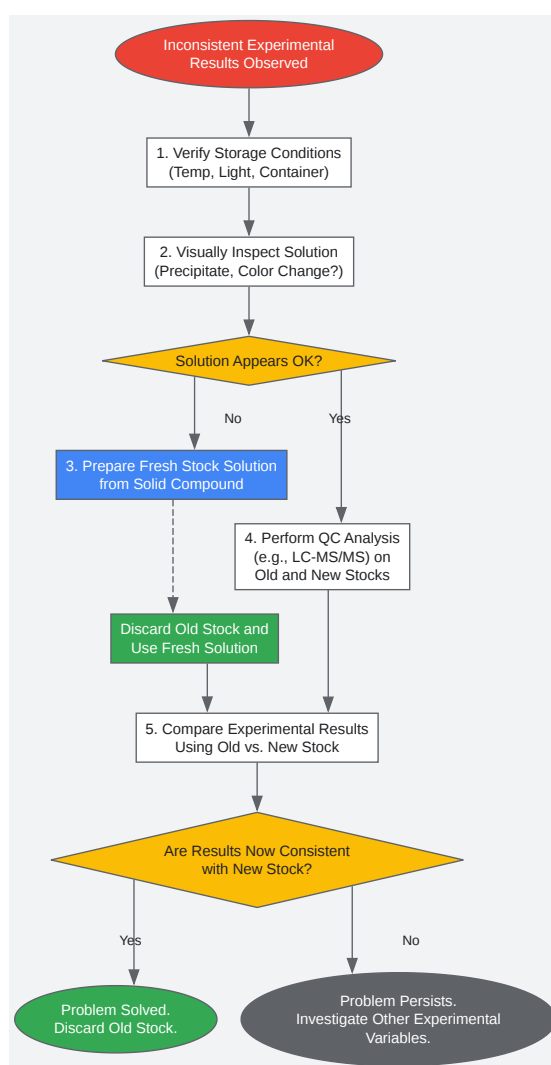 Inconsistent Experimental
Results Observed
1. Verify Storage Conditions
(Temp, Light, Container)
2. Visually Inspect Solution
(Precipitate, Color Change?)
Solution Appears OK?
No
Yes
3. Prepare Fresh Stock Solution
from Solid Compound
4. Perform QC Analysis
(e.g., LC-MS/MS) on
Old and New Stocks
Discard Old Stock and
Use Fresh Solution
5. Compare Experimental Results
Using Old vs. New Stock
Are Results Now Consistent
with New Stock?
Yes
No
Problem Solved.
Discard Old Stock.
Problem Persists.
Investigate Other Experimental
Variables.